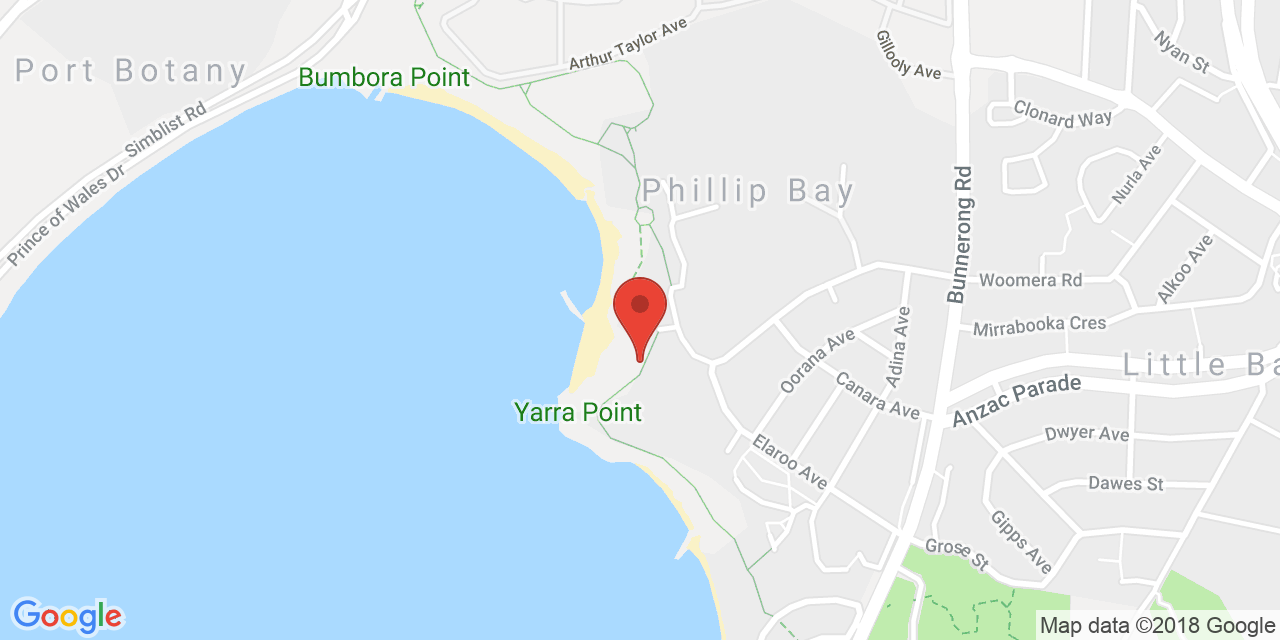 Arthur Taylor Ave
Gillooly Ave
Nyan St
Port Botany
Bumbora Point
Simblist Rd
Prince of Wales Dr
Clonard Way
Nurla Ave
Phillip Bay
Bunnerong Rd
Woomera Rd
Alkoo Ave
Mirrabooka Cres
Adina Ave
Oorana Ave
Little Ba
Canara Ave
Anzac Parade
Yarra Point
Dwyer Ave
Elaroo Ave
Dawes St
Gipps Ave
Grose St
Google
Map data ©2018 Google